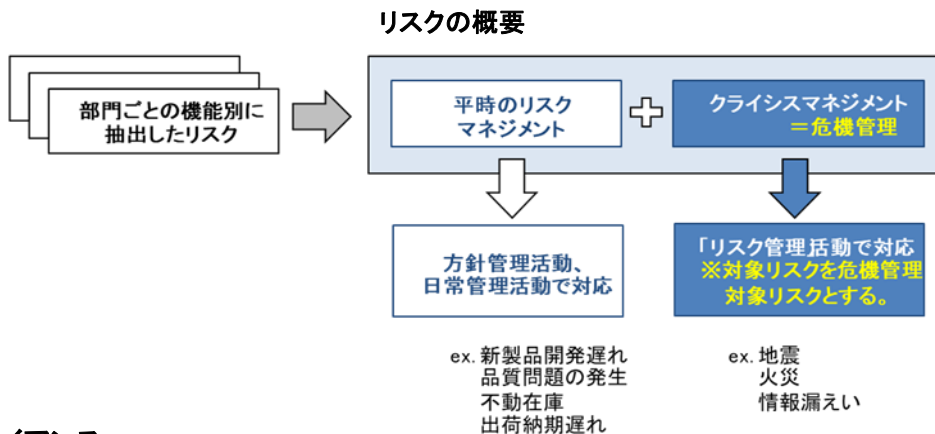 リスクの概要
部門ごとの機能別に
抽出したリスク
平時のリスク
マネジメント
クライシスマネジメント
＝危機管理
方針管理活動、
日常管理活動で対応
「リスク管理」活動で対応
※対象リスクを危機管理
対象リスクとする。
ex. 新製品開発遅れ
品質問題の発生
不動在庫
出荷納期遅れ
ex. 地震
火災
情報漏えい